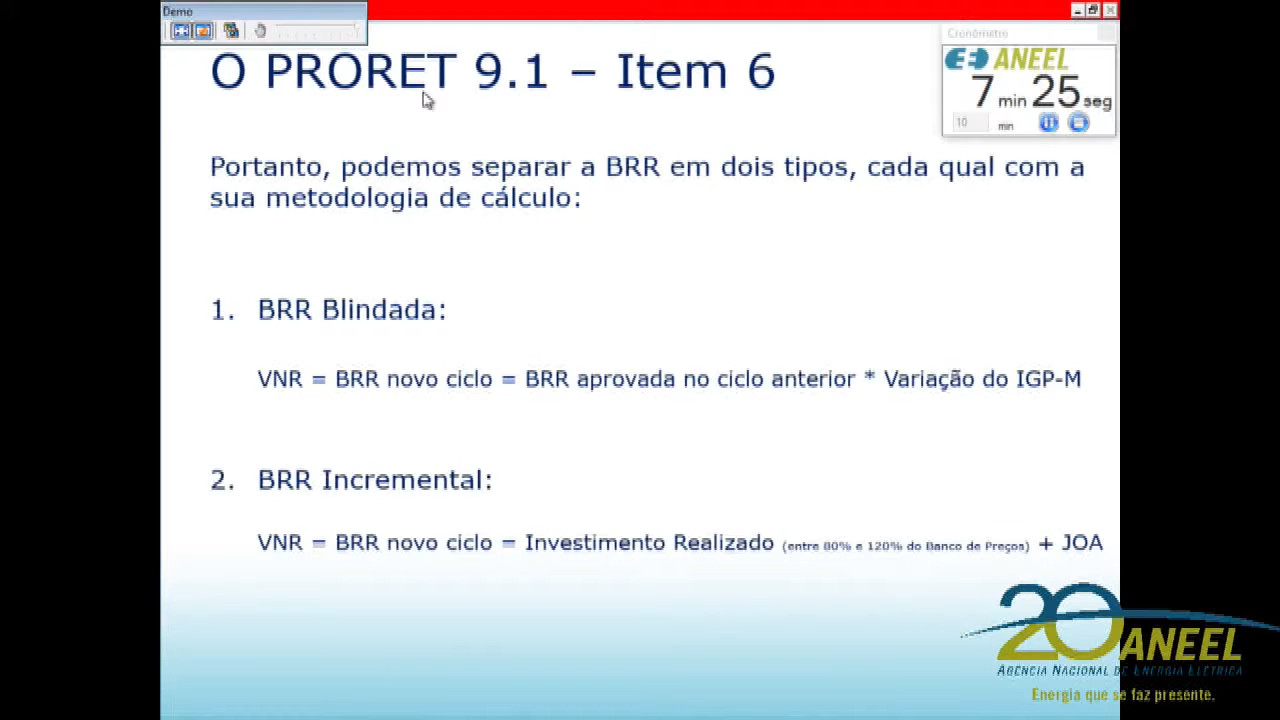 Demo
O PRORET 9.1 – Item 6
Cronômetro
ANEEL
7 min 25 seg
10 min
Portanto, podemos separar a BRR em dois tipos, cada qual com a
sua metodologia de cálculo:
1. BRR Blindada:
VNR = BRR novo ciclo = BRR aprovada no ciclo anterior * Variação do IGP-M
2. BRR Incremental:
VNR = BRR novo ciclo = Investimento Realizado (entre 80% e 120% do Banco de Preços) + JOA
20 ANEEL
AGÊNCIA NACIONAL DE ENERGIA ELÉTRICA
Energia que se faz presente.